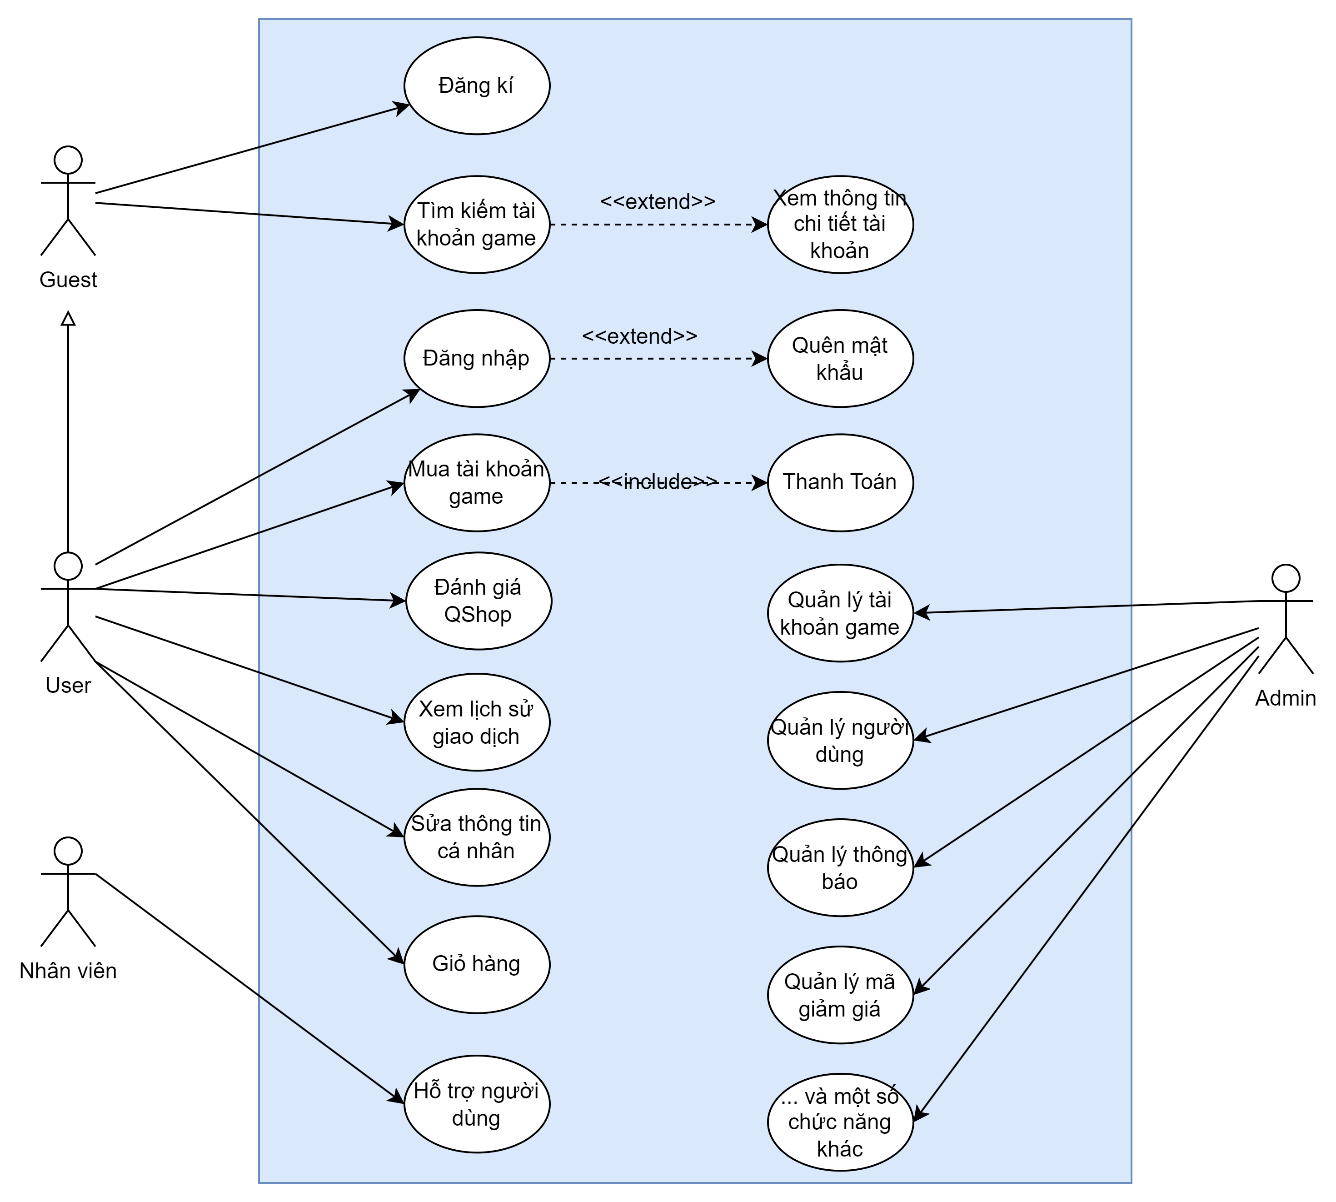 Đăng kí
Tìm kiếm tài
khoản game
<<extend>>
Xem thông tin
chi tiết tài
khoản
Guest
Đăng nhập
<<extend>>
Quên mật
khẩu
Mua tài khoản
game
<<include>>
Thanh Toán
Đánh giá
QShop
Quản lý tài
khoản game
User
Admin
Xem lịch sử
giao dịch
Quản lý người
dùng
Sửa thông tin
cá nhân
Quản lý thông
báo
Nhân viên
Giỏ hàng
Quản lý mã
giảm giá
Hỗ trợ người
dùng
... và một số
chức năng
khác